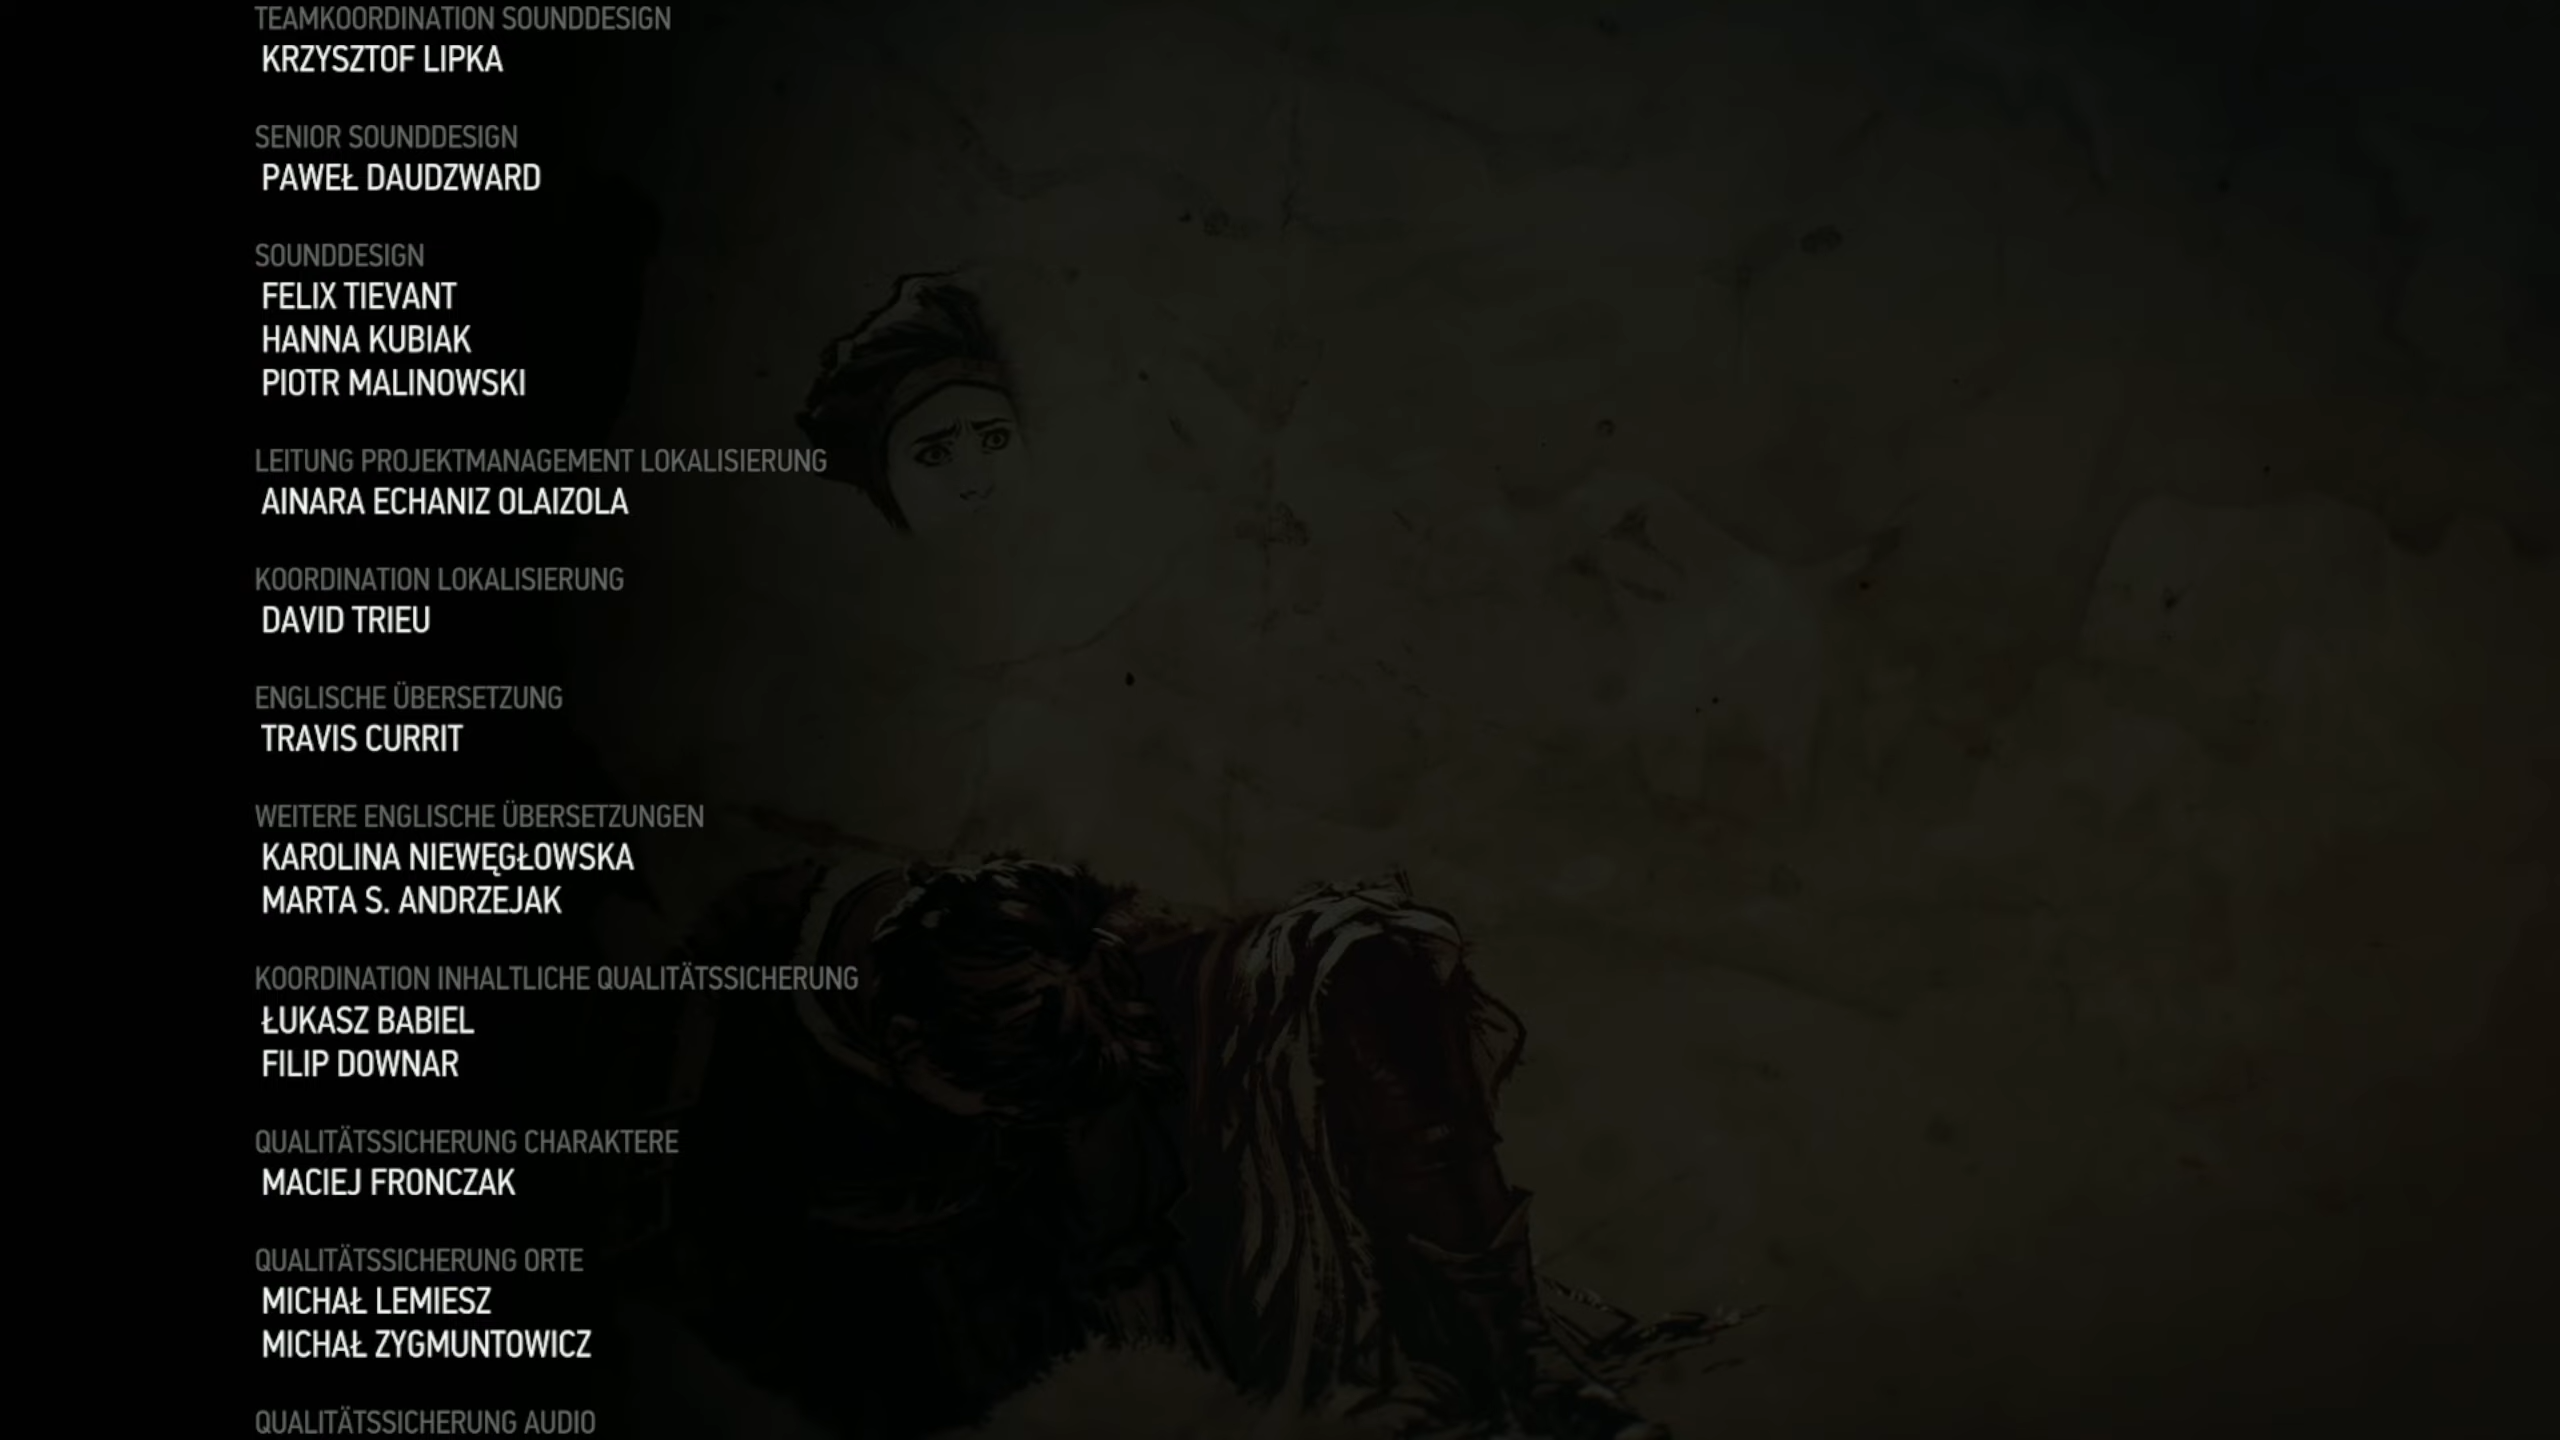 TEAMKOORDINATION SOUNDDESIGN
KRZYSZTOF LIPKA
SENIOR SOUNDDESIGN
PAWEŁ DAUDZWARD
SOUNDDESIGN
FELIX TIEVANT
HANNA KUBIAK
PIOTR MALINOWSKI
LEITUNG PROJEKTMANAGEMENT LOKALISIERUNG
AINARA ECHANIZ OLAIZOLA
KOORDINATION LOKALISIERUNG
DAVID TRIEU
ENGLISCHE ÜBERSETZUNG
TRAVIS CURRIT
WEITERE ENGLISCHE ÜBERSETZUNGEN
KAROLINA NIEWĘGŁOWSKA
MARTA S. ANDRZEJAK
KOORDINATION INHALTLICHE QUALITÄTSSICHERUNG
ŁUKASZ BABIEL
FILIP DOWNAR
QUALITÄTSSICHERUNG CHARAKTERE
MACIEJ FRONCZAK
QUALITÄTSSICHERUNG ORTE
MICHAŁ LEMIESZ
MICHAŁ ZYGMUNTOWICZ
QUALITÄTSSICHERUNG AUDIO